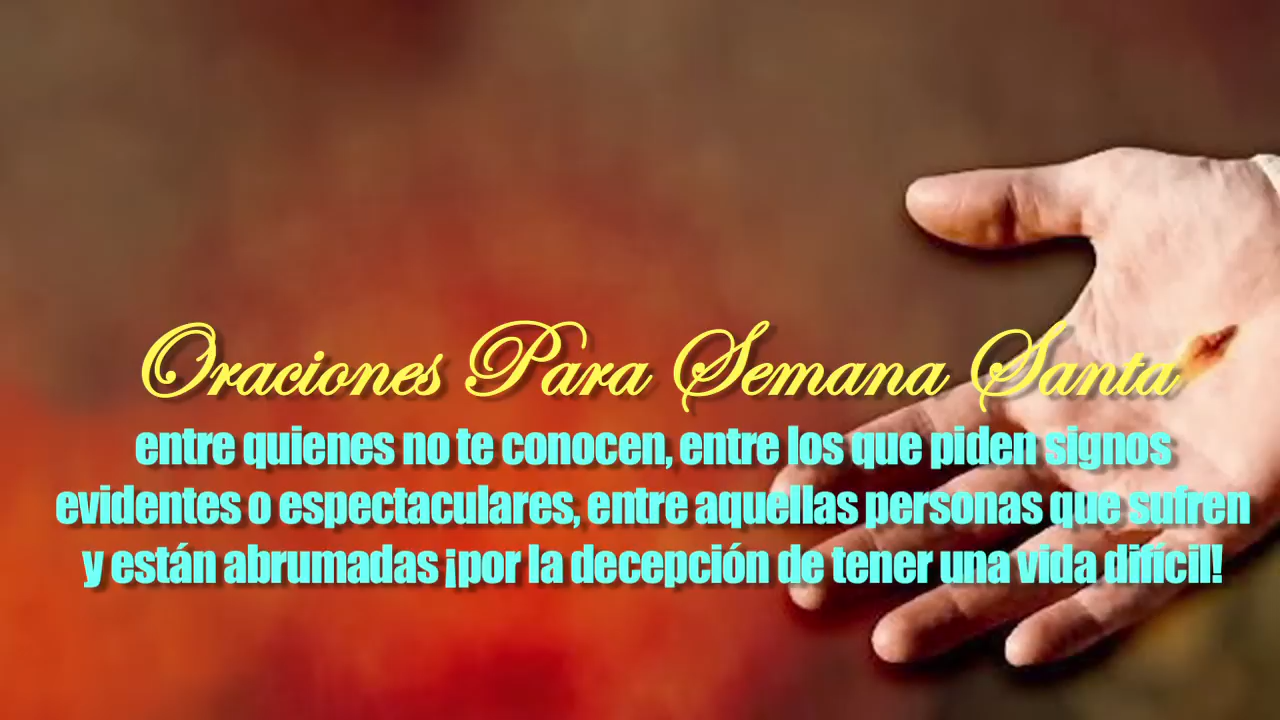 Oraciones Para Semana Santa
entre quienes no te conocen, entre los que piden signos
evidentes o espectaculares, entre aquellas personas que sufren
y están abrumadas ¡por la decepción de tener una vida difícil!